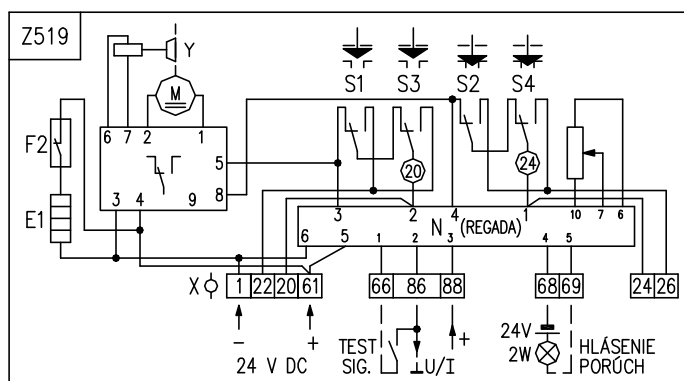 Z519
S1 S3 S2 S4
Y
M
F2
6 7 2 1
5
20
24
8
3 4 9
E1
3 2 4 1 10 7 6
N (REGADA)
6 5 1 2 3 4 5
X 1 22 20 61 66 86 88 68 69 24 26
− + TEST SIG. U/I + 24V 2W HLÁSENIE PORÚCH
24 V DC